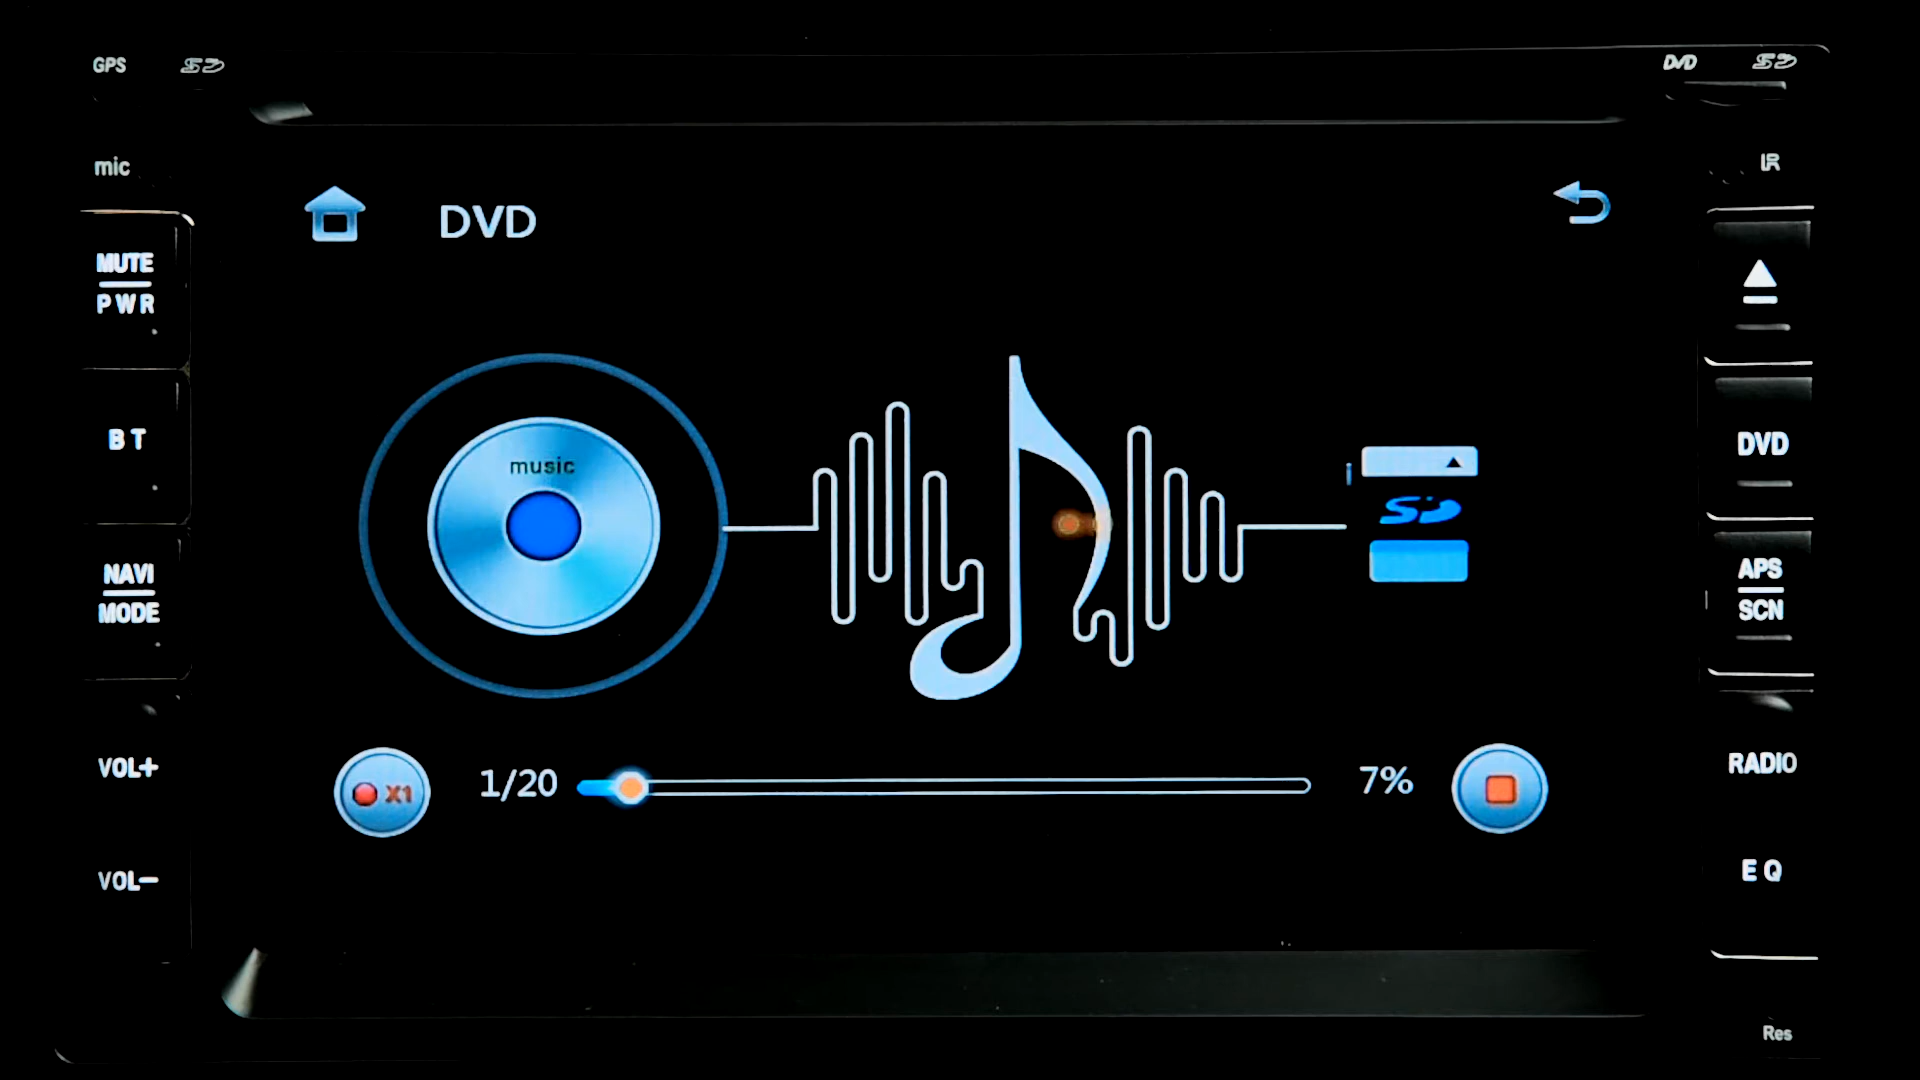 GPS
SD
DVD
SD
mic
IR
DVD
MUTE
PWR
BT
music
SD
DVD
NAVI
MODE
APS
SCN
VOL+
X1
1/20
7%
RADIO
VOL-
EQ
Res